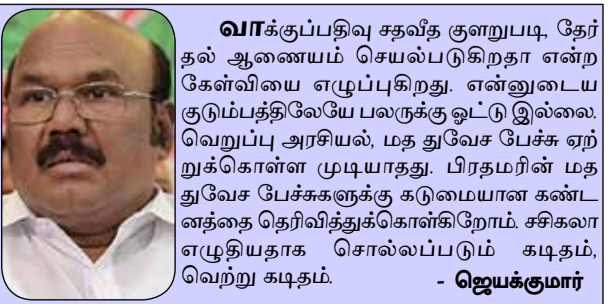 வாக்குப்பதிவு சதவீத குளறுபடி, தேர்
தல் ஆணையம் செயல்படுகிறதா என்ற
கேள்வியை எழுப்புகிறது. என்னுடைய
குடும்பத்திலேயே பலருக்கு ஓட்டு இல்லை.
வெறுப்பு அரசியல், மத துவேச பேச்சு ஏற்
றுக்கொள்ள முடியாதது. பிரதமரின் மத
துவேச பேச்சுகளுக்கு கடுமையான கண்ட
னத்தை தெரிவித்துக்கொள்கிறோம். சசிகலா
எழுதியதாக சொல்லப்படும் கடிதம்,
வெற்று கடிதம். - ஜெயக்குமார்